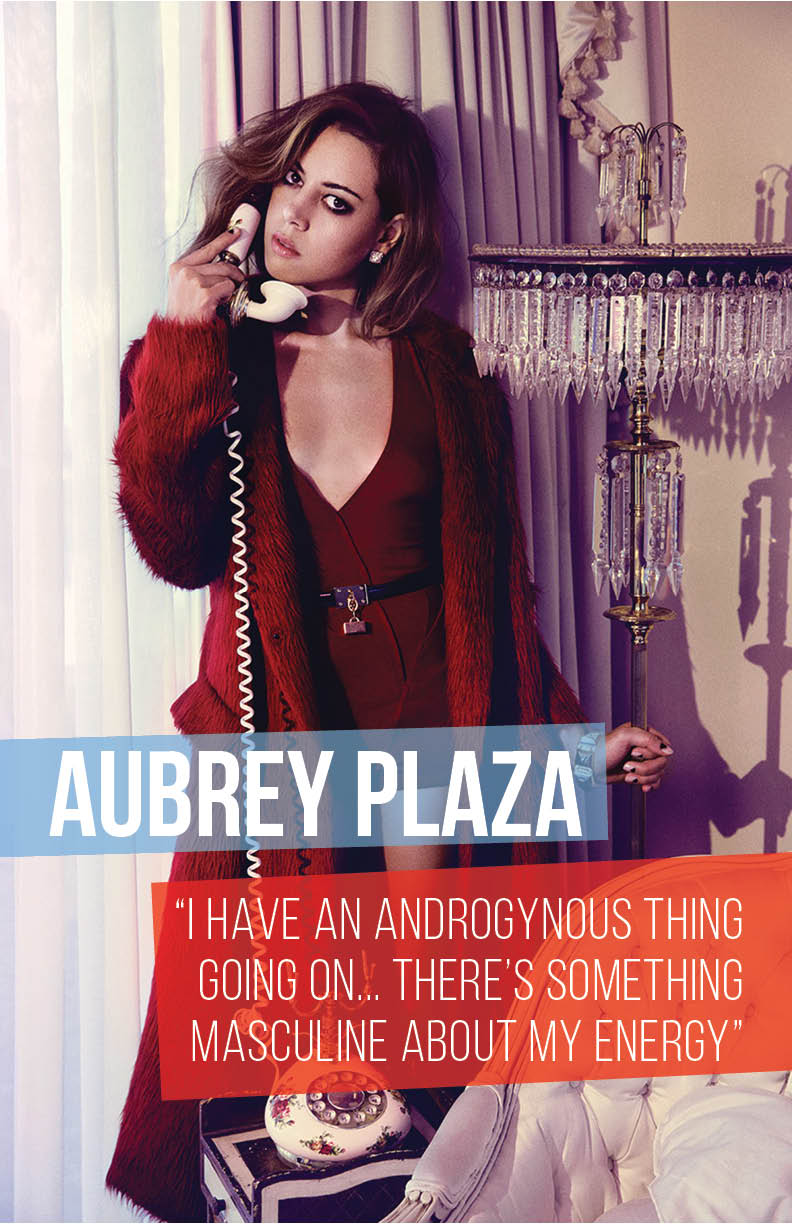 AUBREY PLAZA
“I HAVE AN ANDROGYNOUS THING
GOING ON... THERE’S SOMETHING
MASCULINE ABOUT MY ENERGY”